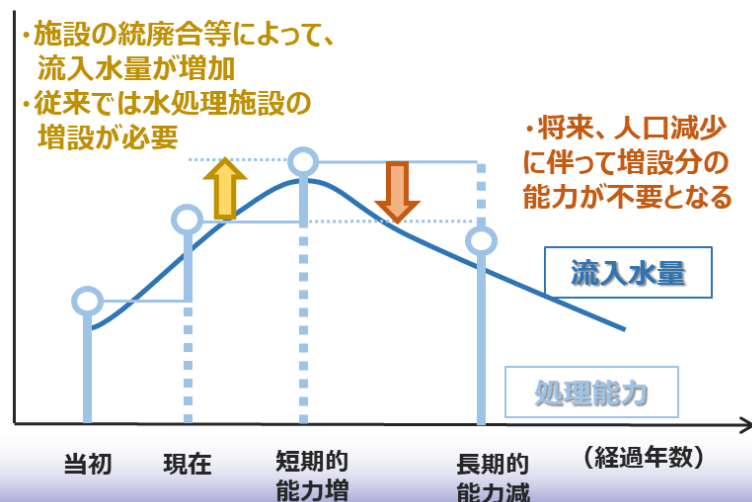 ・施設の統廃合等によって、
流入水量が増加
・従来では水処理施設の
増設が必要
・将来、人口減少
に伴って増設分の
能力が不要となる
流入水量
処理能力
当初
現在
短期的
能力増
長期的
能力減
（経過年数）